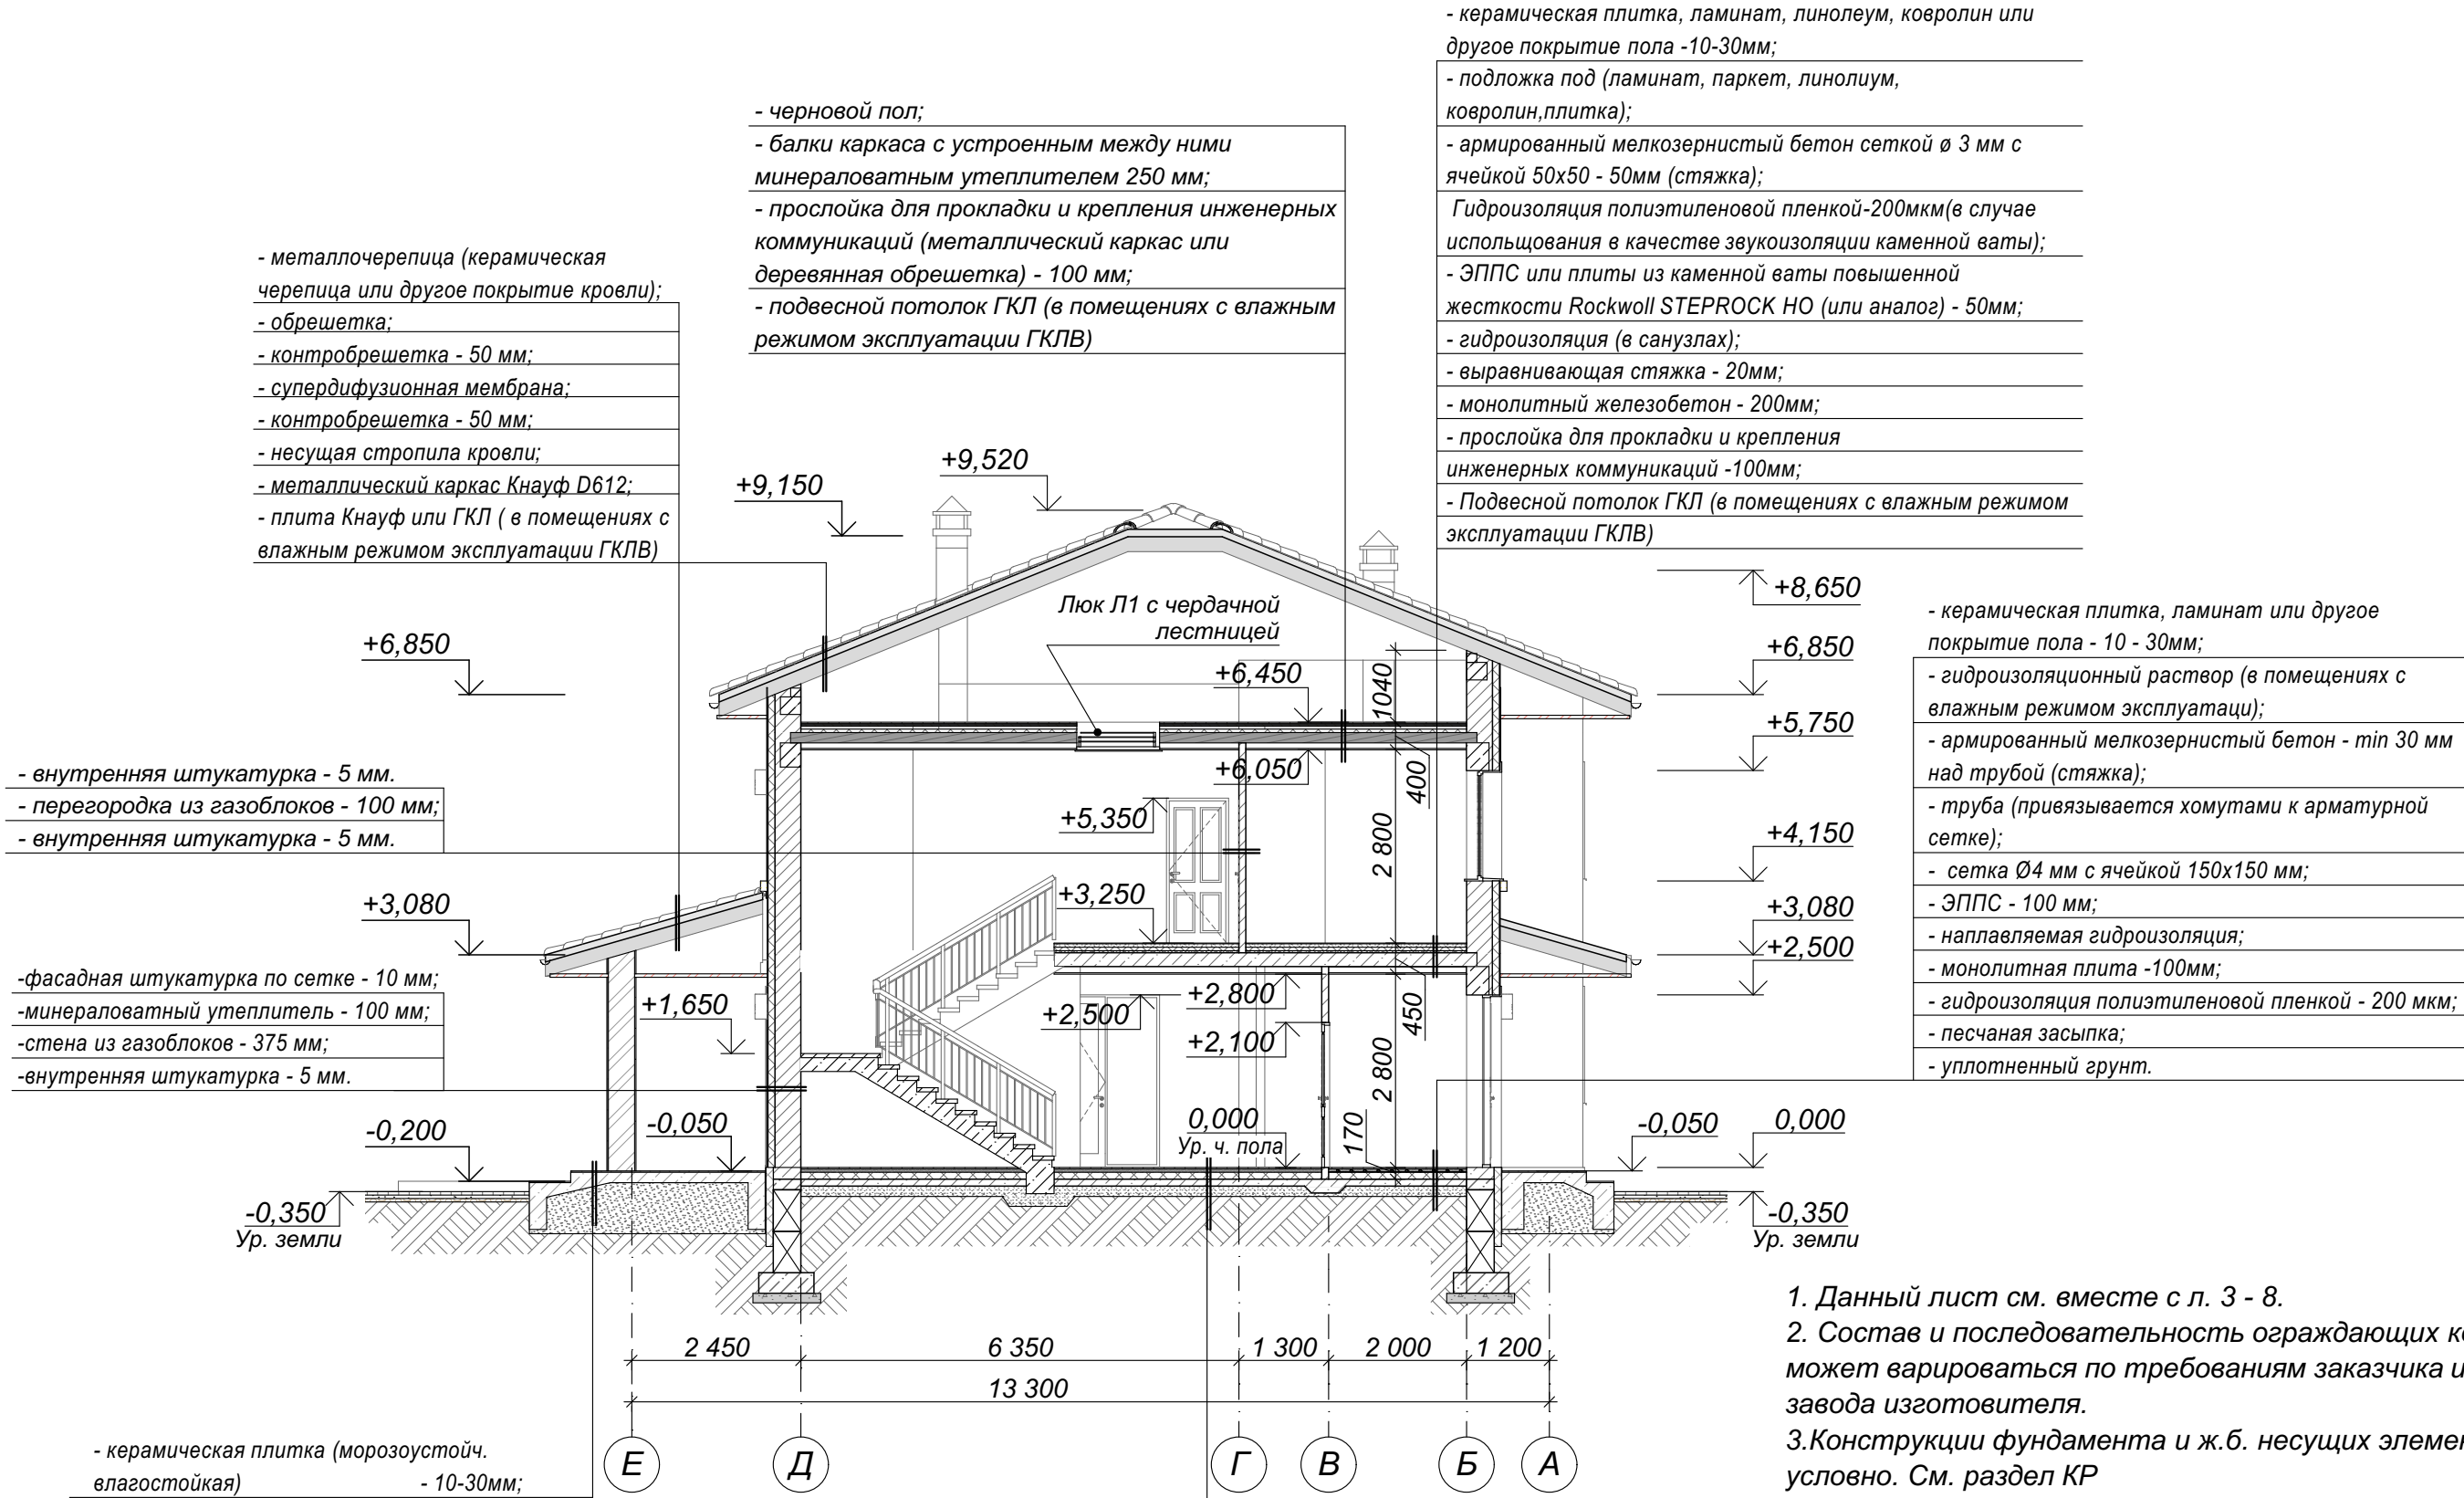 - керамическая плитка, ламинат, линолеум, ковролин или
другое покрытие пола -10-30мм;
- подложка под (ламинат, паркет, линолиум,
ковролин,плитка);
- армированный мелкозернистый бетон сеткой ø 3 мм с
ячейкой 50х50 - 50мм (стяжка);
Гидроизоляция полиэтиленовой пленкой-200мкм(в случае
испольщования в качестве звукоизоляции каменной ваты);
- ЭППС или плиты из каменной ваты повышенной
жесткости Rockwoll STEPROCK НО (или аналог) - 50мм;
- гидроизоляция (в санузлах);
- выравнивающая стяжка - 20мм;
- монолитный железобетон - 200мм;
- прослойка для прокладки и крепления
инженерных коммуникаций -100мм;
- Подвесной потолок ГКЛ (в помещениях с влажным режимом
эксплуатации ГКЛВ)
- черновой пол;
- балки каркаса с устроенным между ними
минераловатным утеплителем 250 мм;
- прослойка для прокладки и крепления инженерных
коммуникаций (металлический каркас или
деревянная обрешетка) - 100 мм;
- подвесной потолок ГКЛ (в помещениях с влажным
режимом эксплуатации ГКЛВ)
- металлочерепица (керамическая
черепица или другое покрытие кровли);
- обрешетка;
- контробрешетка - 50 мм;
- супердифузионная мембрана;
- контробрешетка - 50 мм;
- несущая стропила кровли;
- металлический каркас Кнауф D612;
- плита Кнауф или ГКЛ ( в помещениях с
влажным режимом эксплуатации ГКЛВ)
+9,520
+9,150
+8,650
Люк Л1 с чердачной
лестницей
- керамическая плитка, ламинат или другое
покрытие пола - 10 - 30мм;
- гидроизоляционный раствор (в помещениях с
влажным режимом эксплуатаци);
- армированный мелкозернистый бетон - min 30 мм
над трубой (стяжка);
- труба (привязывается хомутами к арматурной
сетке);
- сетка Ø4 мм с ячейкой 150х150 мм;
- ЭППС - 100 мм;
- наплавляемая гидроизоляция;
- монолитная плита -100мм;
- гидроизоляция полиэтиленовой пленкой - 200 мкм;
- песчаная засыпка;
- уплотненный грунт.
+6,850
+6,850
+6,450
1040
+5,750
+6,050
400
- внутренняя штукатурка - 5 мм.
- перегородка из газоблоков - 100 мм;
- внутренняя штукатурка - 5 мм.
+5,350
2 800
+4,150
+3,080
+3,250
+3,080
+2,500
-фасадная штукатурка по сетке - 10 мм;
-минераловатный утеплитель - 100 мм;
-стена из газоблоков - 375 мм;
-внутренняя штукатурка - 5 мм.
+1,650
+2,500
+2,800
+2,100
450
2 800
-0,200
-0,050
0,000
Ур. ч. пола
170
-0,050
0,000
-0,350
Ур. земли
-0,350
Ур. земли
2 450
6 350
1 300
2 000
1 200
13 300
Е
Д
Г
В
Б
А
1. Данный лист см. вместе с л. 3 - 8.
2. Состав и последовательность ограждающих
может варироваться по требованиям заказчика
завода изготовителя.
3.Конструкции фундамента и ж.б. несущих
условно. См. раздел КР
- керамическая плитка (морозоустойч.
влагостойкая) - 10-30мм;